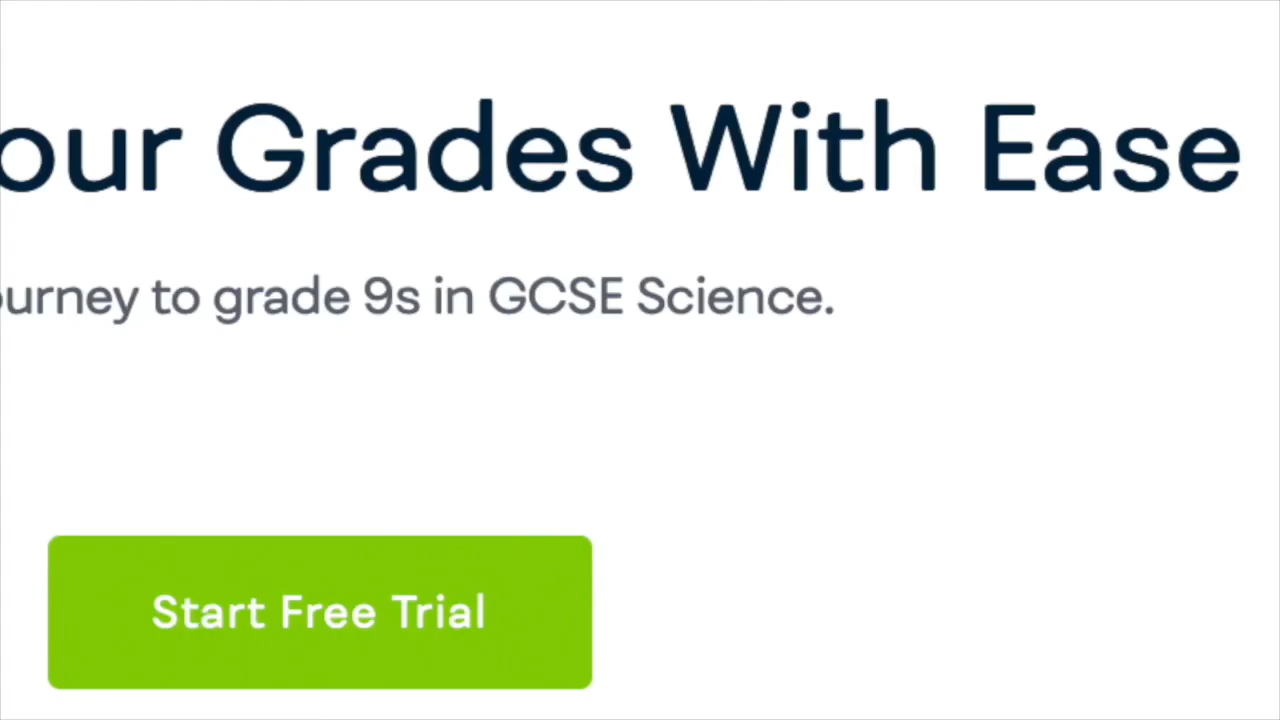 our Grades With Ease
ourney to grade 9s in GCSE Science.
Start Free Trial